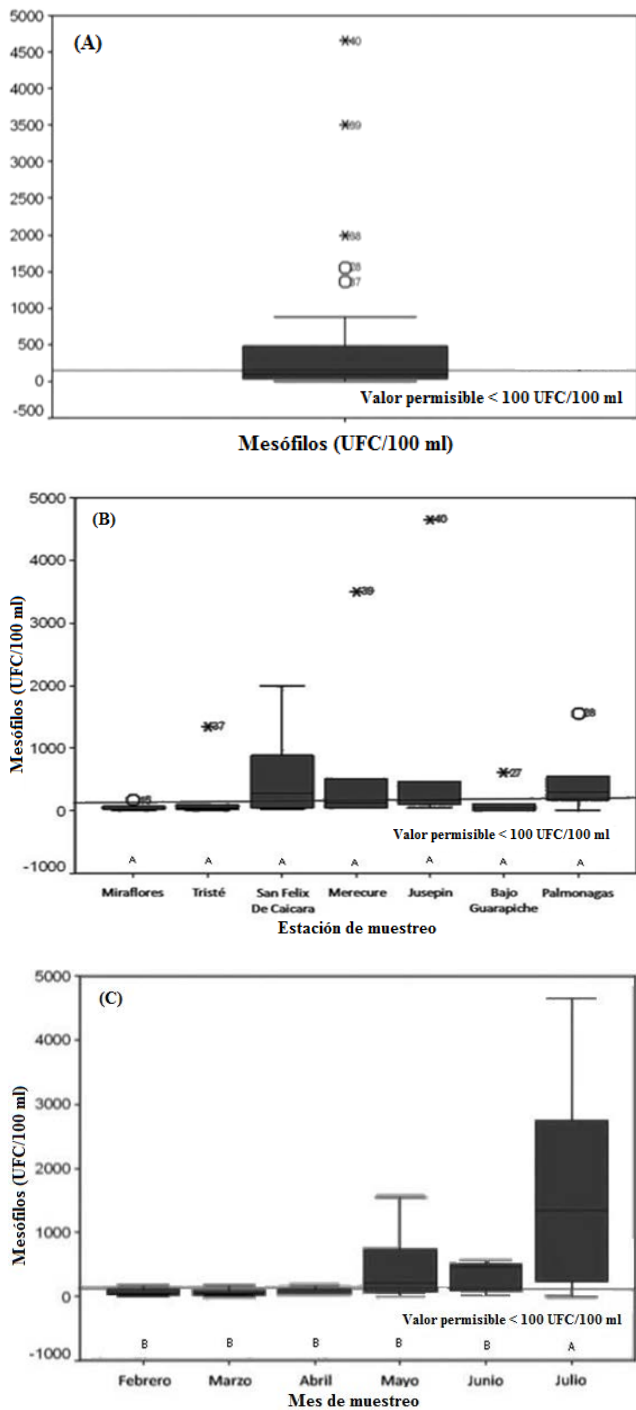 5000
(A)
4500
4000
3500
3000
2500
2000
1500
1000
500
0
-500
40
69
68
28
37
Valor permisible < 100 UFC/100 ml
Mesófilos (UFC/100 ml)
5000
(B)
4000
3000
2000
1000
0
-1000
Mesófilos (UFC/100 ml)
37
39
40
27
28
Valor permisible < 100 UFC/100 ml
A A A A A A A
Miraflores Tristé San Felix De Caicara Merecure Jusepin Bajo Guarapiche Palmonagas
Estación de muestreo
5000
(C)
4000
3000
2000
1000
0
-1000
Mesófilos (UFC/100 ml)
Valor permisible < 100 UFC/100 ml
B B B B B A
Febrero Marzo Abril Mayo Junio Julio
Mes de muestreo